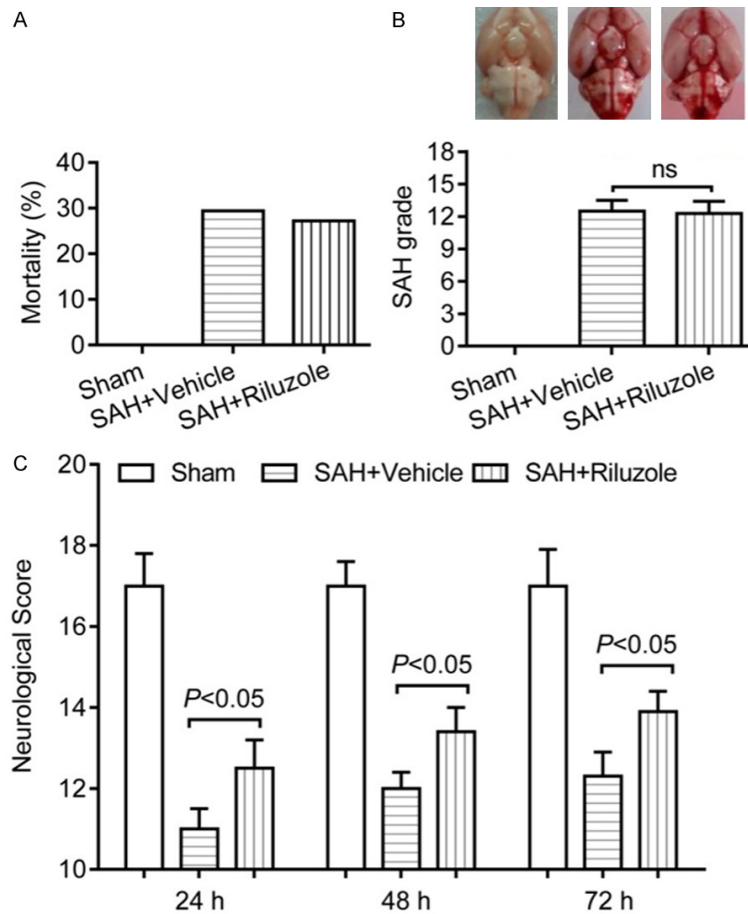 A
B
40
30
20
10
0
Mortality (%)
Sham
SAH+Vehicle
SAH+Riluzole
18
15
12
9
6
3
0
SAH grade
ns
Sham
SAH+Vehicle
SAH+Riluzole
C
20
18
16
14
12
10
Neurological Score
Sham SAH+Vehicle SAH+Riluzole
P<0.05
P<0.05
P<0.05
24 h 48 h 72 h